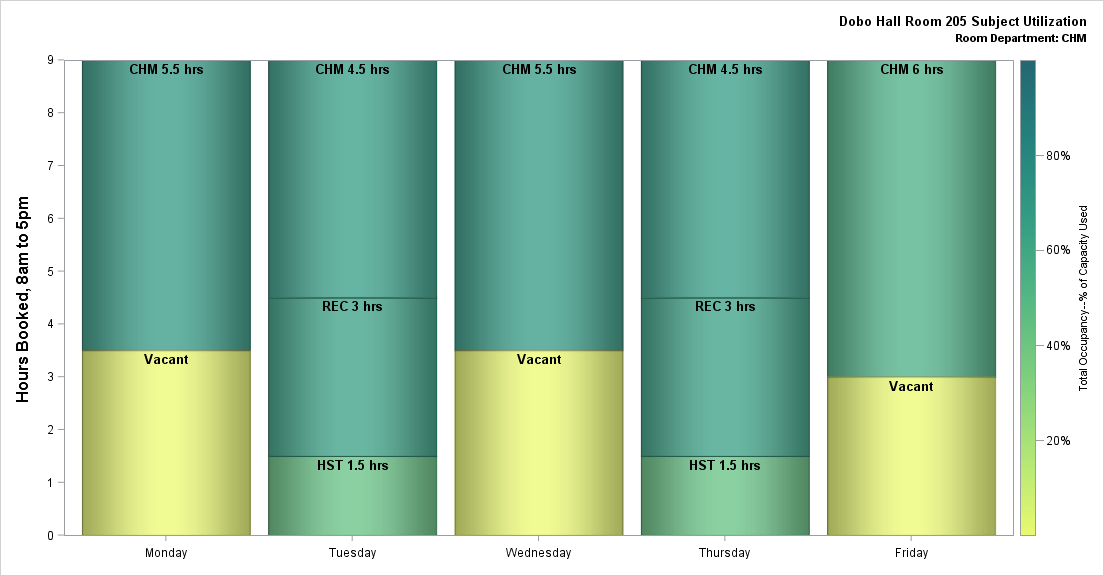 Dobo Hall Room 205 Subject Utilization
Room Department: CHM
Hours Booked, 8am to 5pm
9
8
7
6
5
4
3
2
1
0
CHM 5.5 hrs
Vacant
CHM 4.5 hrs
REC 3 hrs
HST 1.5 hrs
CHM 5.5 hrs
Vacant
CHM 4.5 hrs
REC 3 hrs
HST 1.5 hrs
CHM 6 hrs
Vacant
Monday
Tuesday
Wednesday
Thursday
Friday
80%
60%
40%
20%
Total Occupancy--% of Capacity Used